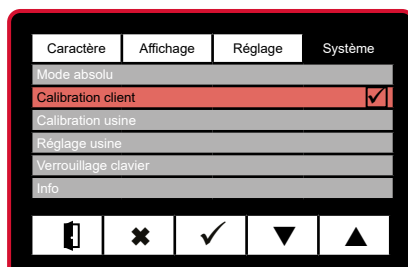 Caractère Affichage Réglage Système
Mode absolu
Calibration client
Calibration usine
Réglage usine
Verrouillage clavier
Info